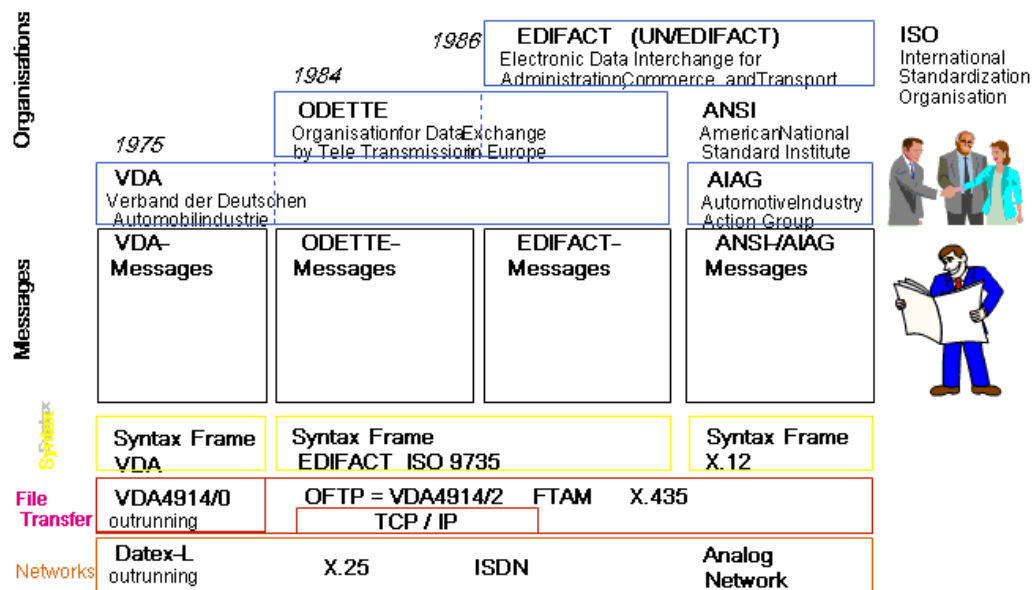 Organisations
1986
EDIFACT (UN/EDIFACT)
Electronic Data Interchange for
Administration,Commerce, andTransport
ISO
International
Standardization
Organisation
1984
ODETTE
Organisationfor DataExchange
by Tele Transmissionin Europe
ANSI
AmericanNational
Standard Institute
1975
VDA
Verband der Deutschen
Automobilindustrie
AIAG
AutomotiveIndustry
Action Group
Messages
VDA-
Messages
ODETTE-
Messages
EDIFACT-
Messages
ANSI-/AIAG
Messages
Syntax
Syntax Frame
VDA
Syntax Frame
EDIFACT ISO 9735
Syntax Frame
X.12
File
Transfer
VDA4914/0
outrunning
OFTP = VDA4914/2 FTAM X.435
TCP / IP
Networks
Datex-L
outrunning
X.25
ISDN
Analog
Network